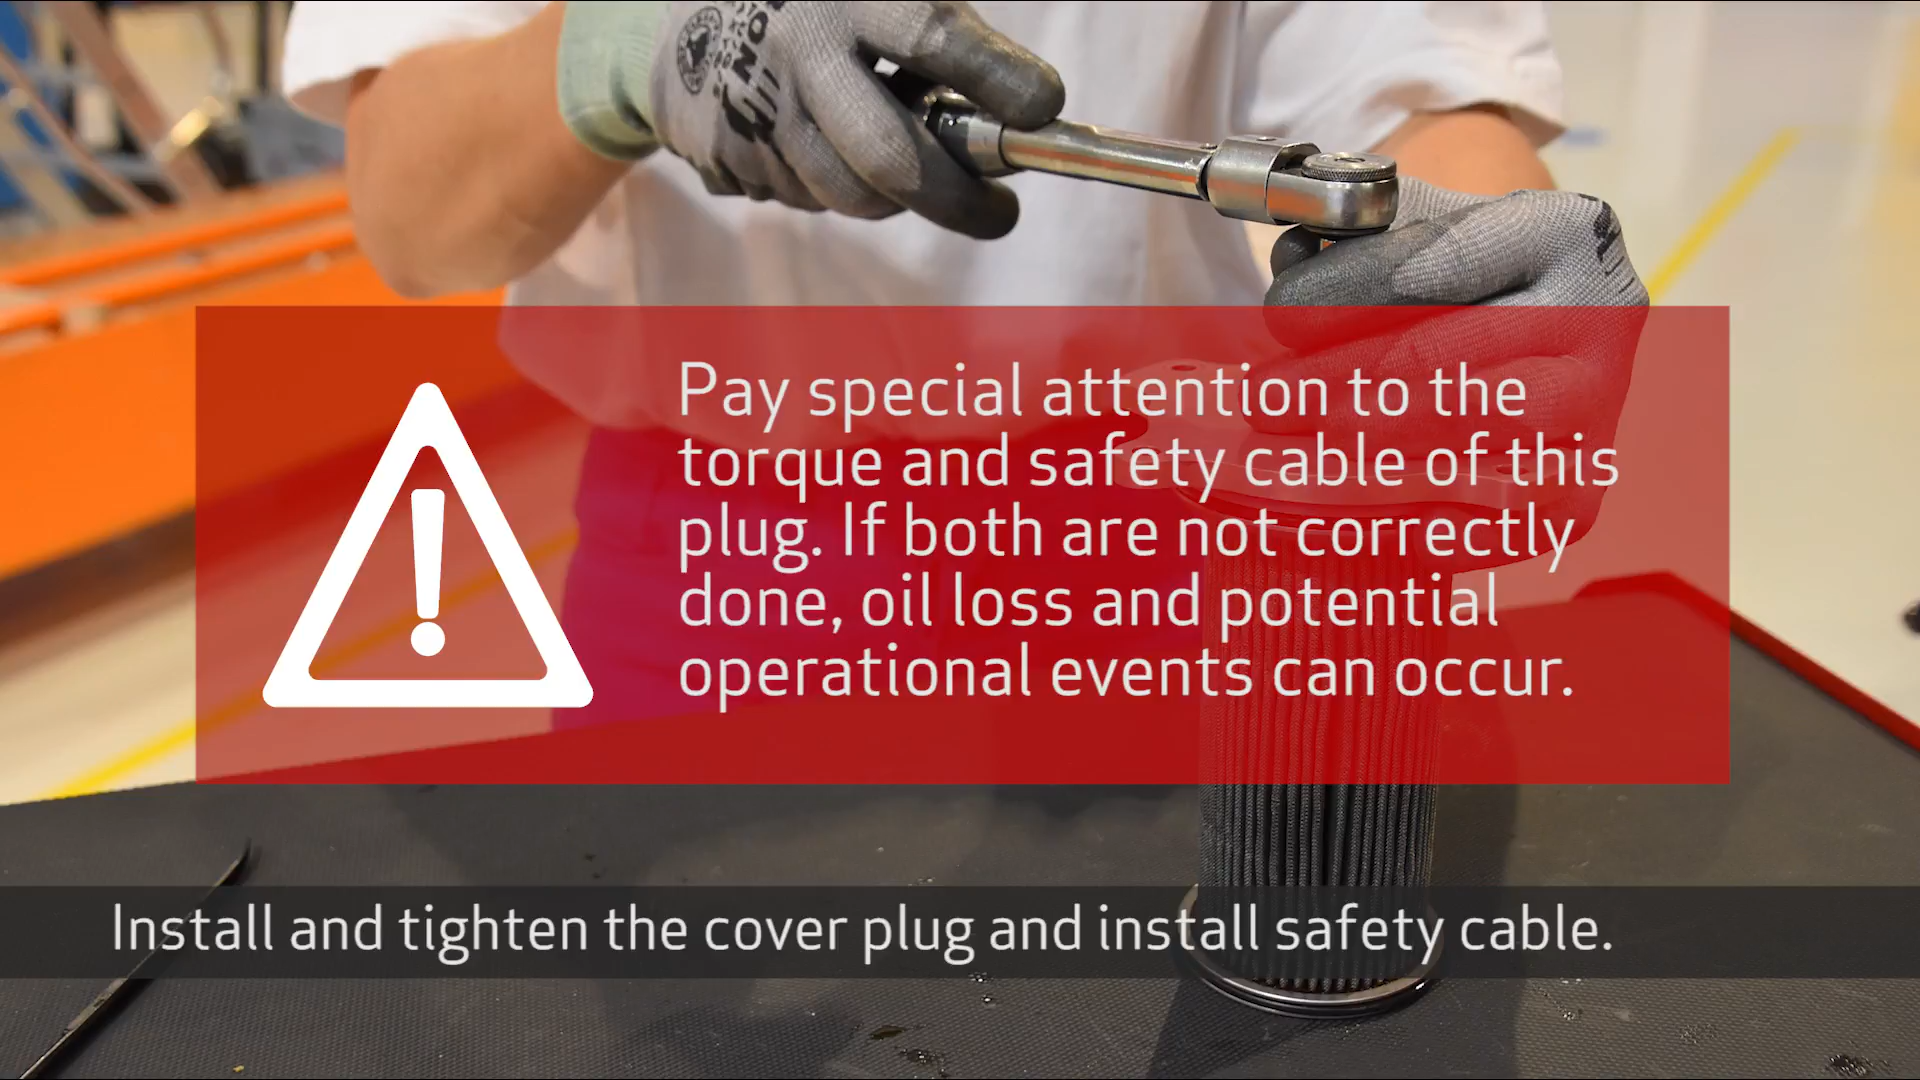 Pay special attention to the
torque and safety cable of this
plug. If both are not correctly
done, oil loss and potential
operational events can occur.
Install and tighten the cover plug and install safety cable.